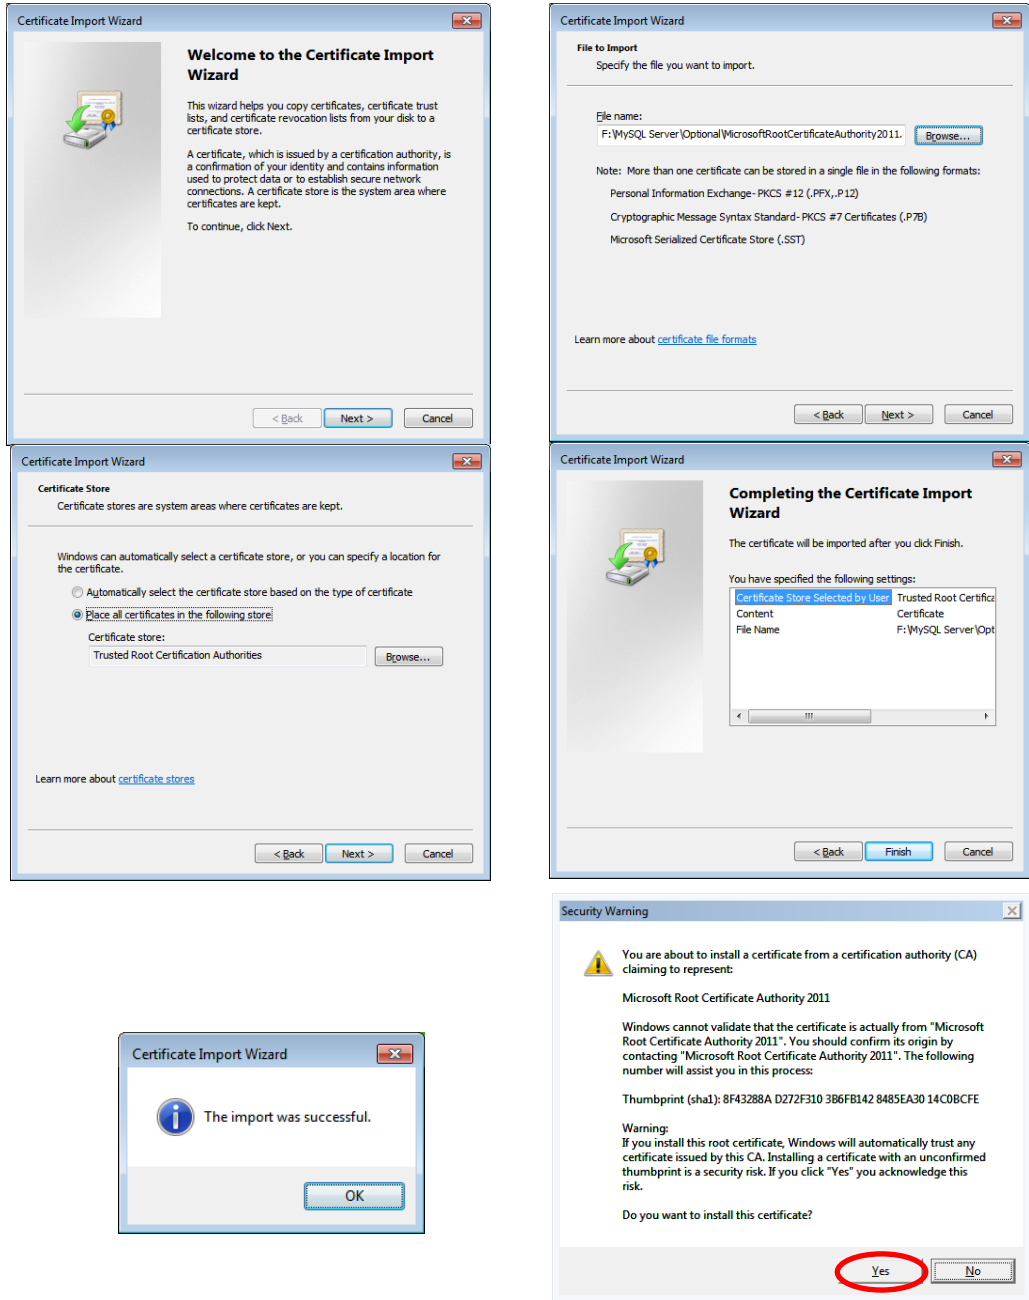 Certificate Import Wizard
Welcome to the Certificate Import
Wizard
This wizard helps you copy certificates, certificate trust
lists, and certificate revocation lists from your disk to a
certificate store.
A certificate, which is issued by a certification authority, is
a confirmation of your identity and contains information
used to protect data or to establish secure network
connections. A certificate store is the system area where
certificates are kept.
To continue, click Next.
< Back
Next >
Cancel
Certificate Import Wizard
File to Import
Specify the file you want to import.
File name:
F:\MySQL Server\Optional\MicrosoftRootCertificateAuthority2011.
Browse...
Note: More than one certificate can be stored in a single file in the following formats:
Personal Information Exchange- PKCS #12 (.PFX,.P12)
Cryptographic Message Syntax Standard- PKCS #7 Certificates (.P7B)
Microsoft Serialized Certificate Store (.SST)
Learn more about certificate file formats
< Back
Next >
Cancel
Certificate Import Wizard
Certificate Store
Certificate stores are system areas where certificates are kept.
Windows can automatically select a certificate store, or you can specify a location for
the certificate.
Automatically select the certificate store based on the type of certificate
Place all certificates in the following store
Certificate store:
Trusted Root Certification Authorities
Browse...
Learn more about certificate stores
< Back
Next >
Cancel
Certificate Import Wizard
Completing the Certificate Import
Wizard
The certificate will be imported after you click Finish.
You have specified the following settings:
Certificate Store Selected by User Trusted Root Certifica
Content Certificate
File Name F:\MySQL Server\Opt
< Back
Finish
Cancel
Certificate Import Wizard
The import was successful.
OK
Security Warning
You are about to install a certificate from a certification authority (CA)
claiming to represent:
Microsoft Root Certificate Authority 2011
Windows cannot validate that the certificate is actually from "Microsoft
Root Certificate Authority 2011". You should confirm its origin by
contacting "Microsoft Root Certificate Authority 2011". The following
number will assist you in this process:
Thumbprint (sha1): 8F43288A D272F310 3B6FB142 8485EA30 14C0BCFE
Warning:
If you install this root certificate, Windows will automatically trust any
certificate issued by this CA. Installing a certificate with an unconfirmed
thumbprint is a security risk. If you click "Yes" you acknowledge this
risk.
Do you want to install this certificate?
Yes
No